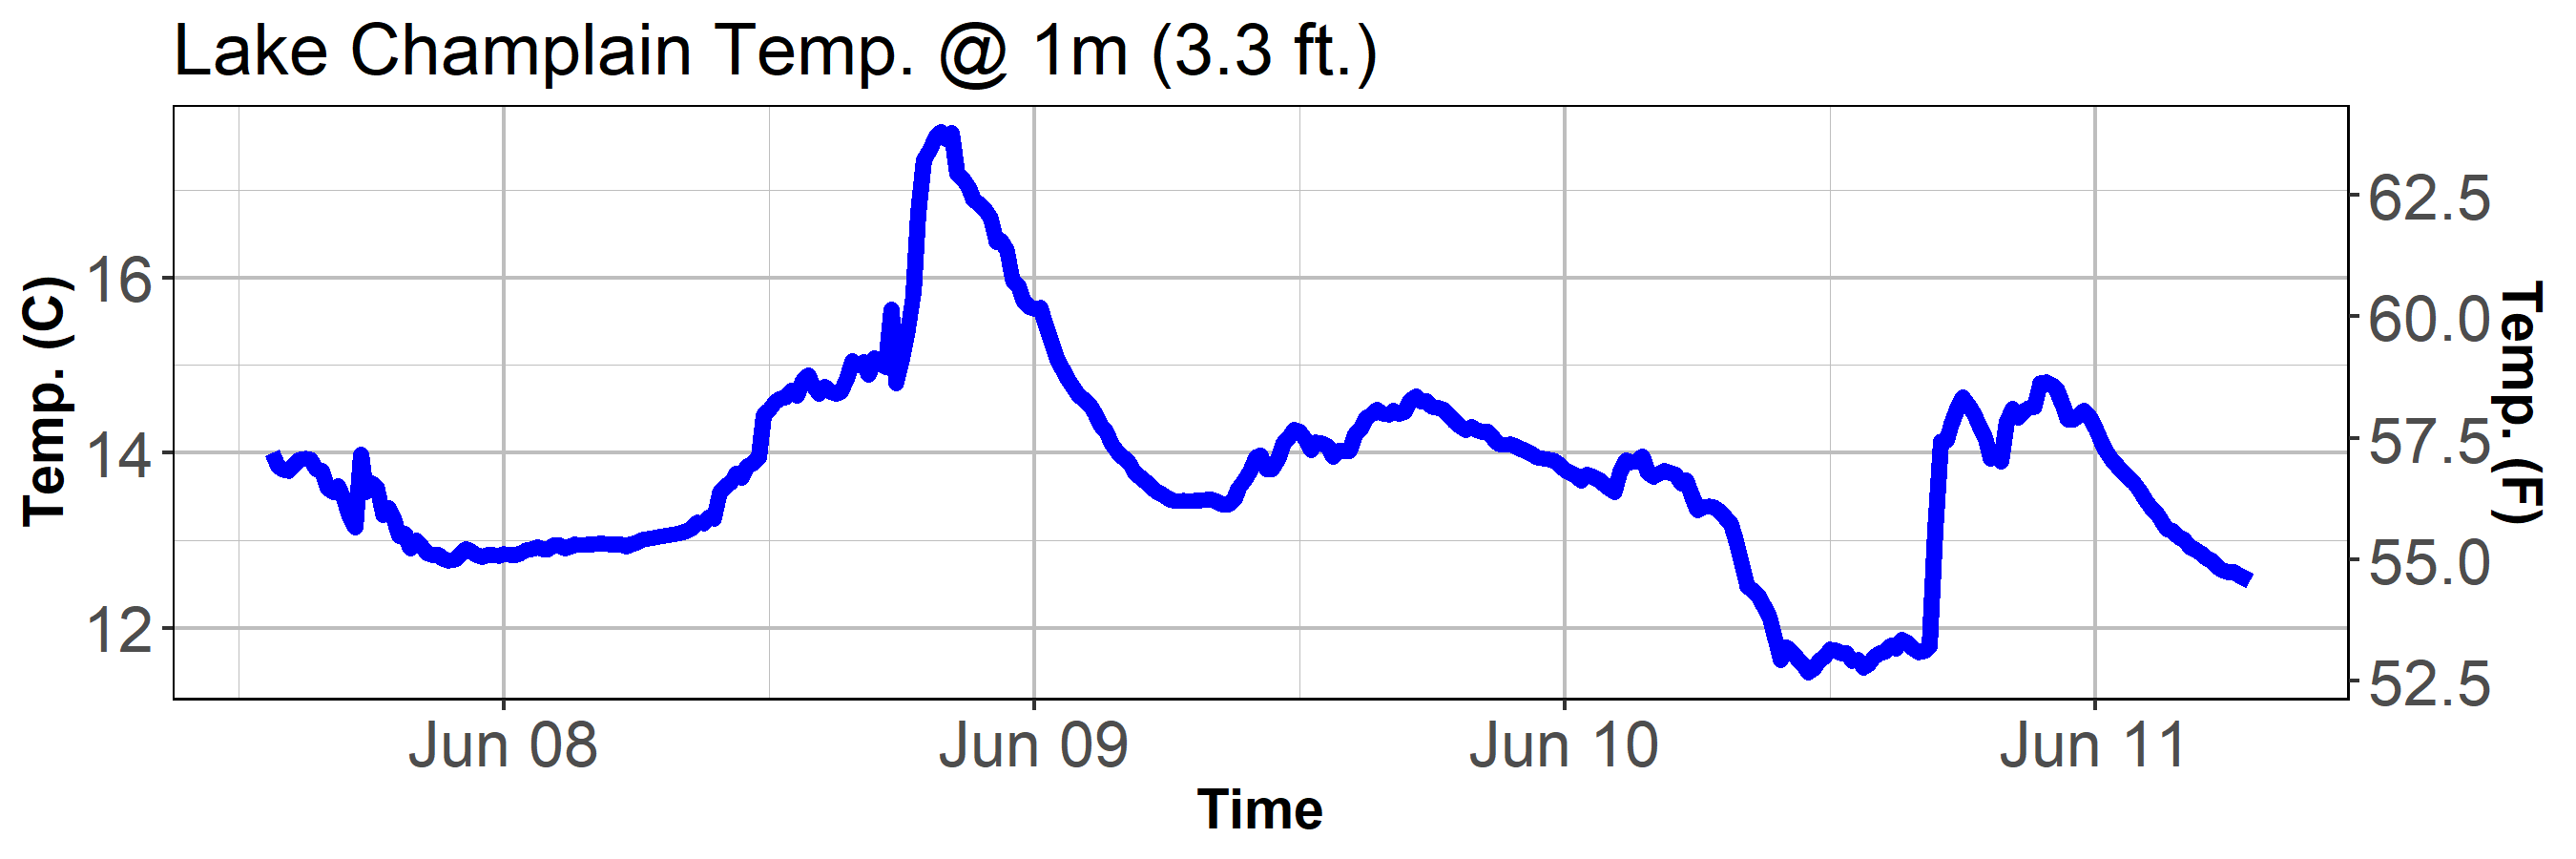 Lake Champlain Temp. @ 1m (3.3 ft.)
Temp. (C)
16
14
12
62.5
60.0
57.5
55.0
52.5
Temp. (F)
Jun 08 Jun 09 Jun 10 Jun 11
Time